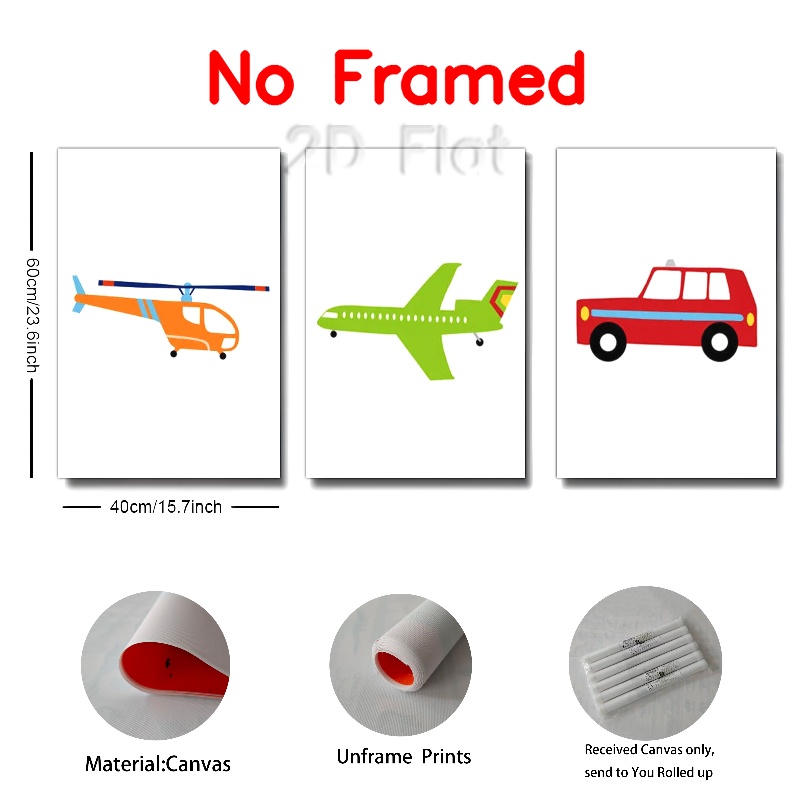 No Framed
2D Flat
60cm/23.6inch
40cm/15.7inch
Material:Canvas
Unframe Prints
Received Canvas only,
send to You Rolled up